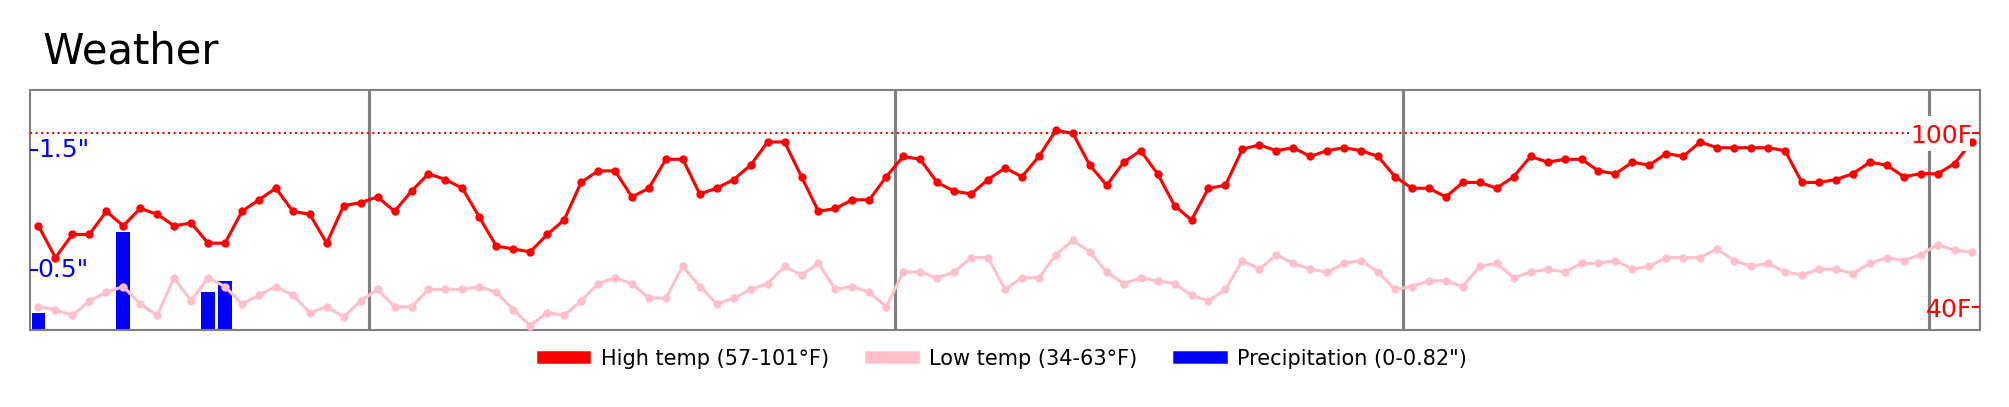 Weather
1.5"
100F
0.5"
40F
High temp (57-101°F) Low temp (34-63°F) Precipitation (0-0.82")